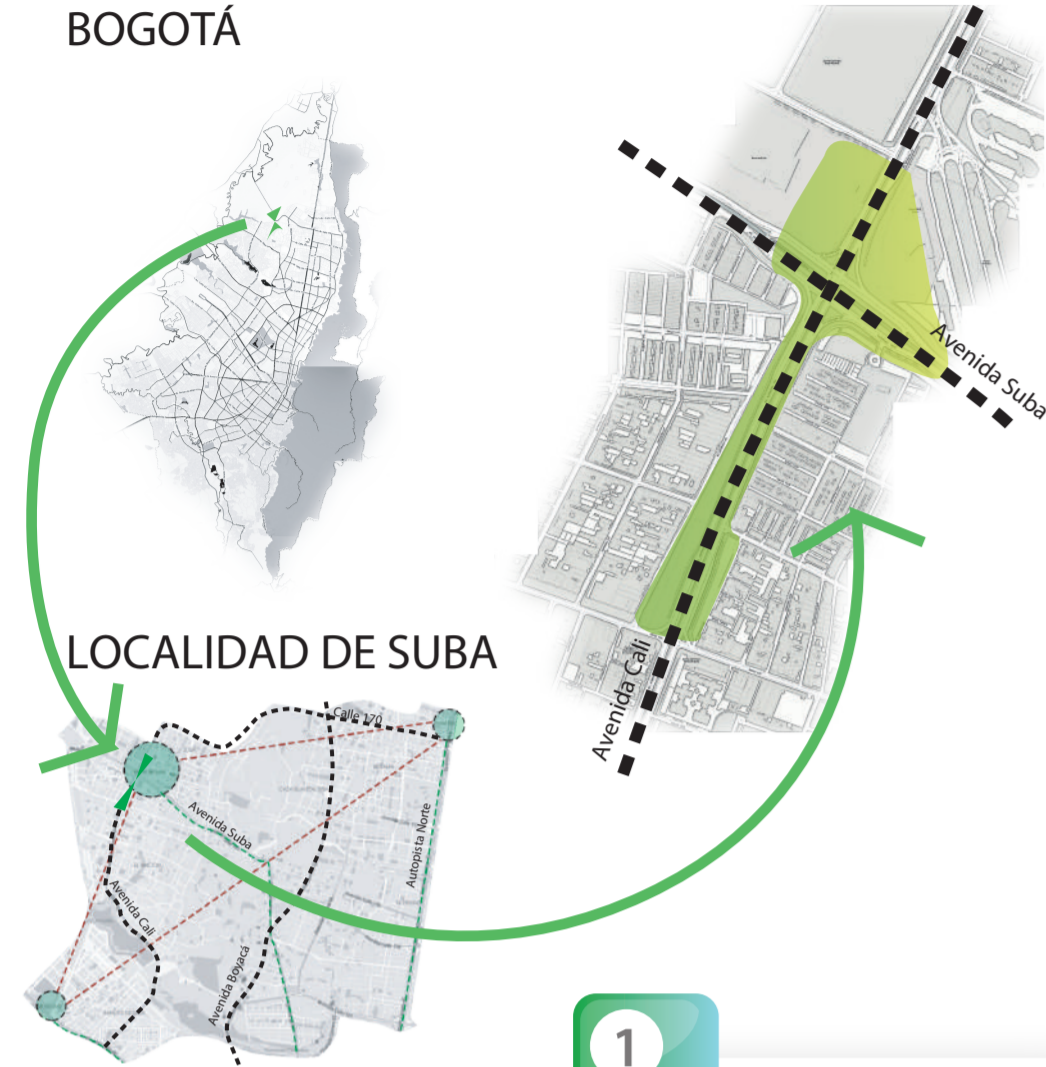 BOGOTÁ
Avenida Suba
Avenida Cali
LOCALIDAD DE SUBA
Calle 170
Avenida Suba
Autopista Norte
Avenida Cali
Avenida Boyacá
1